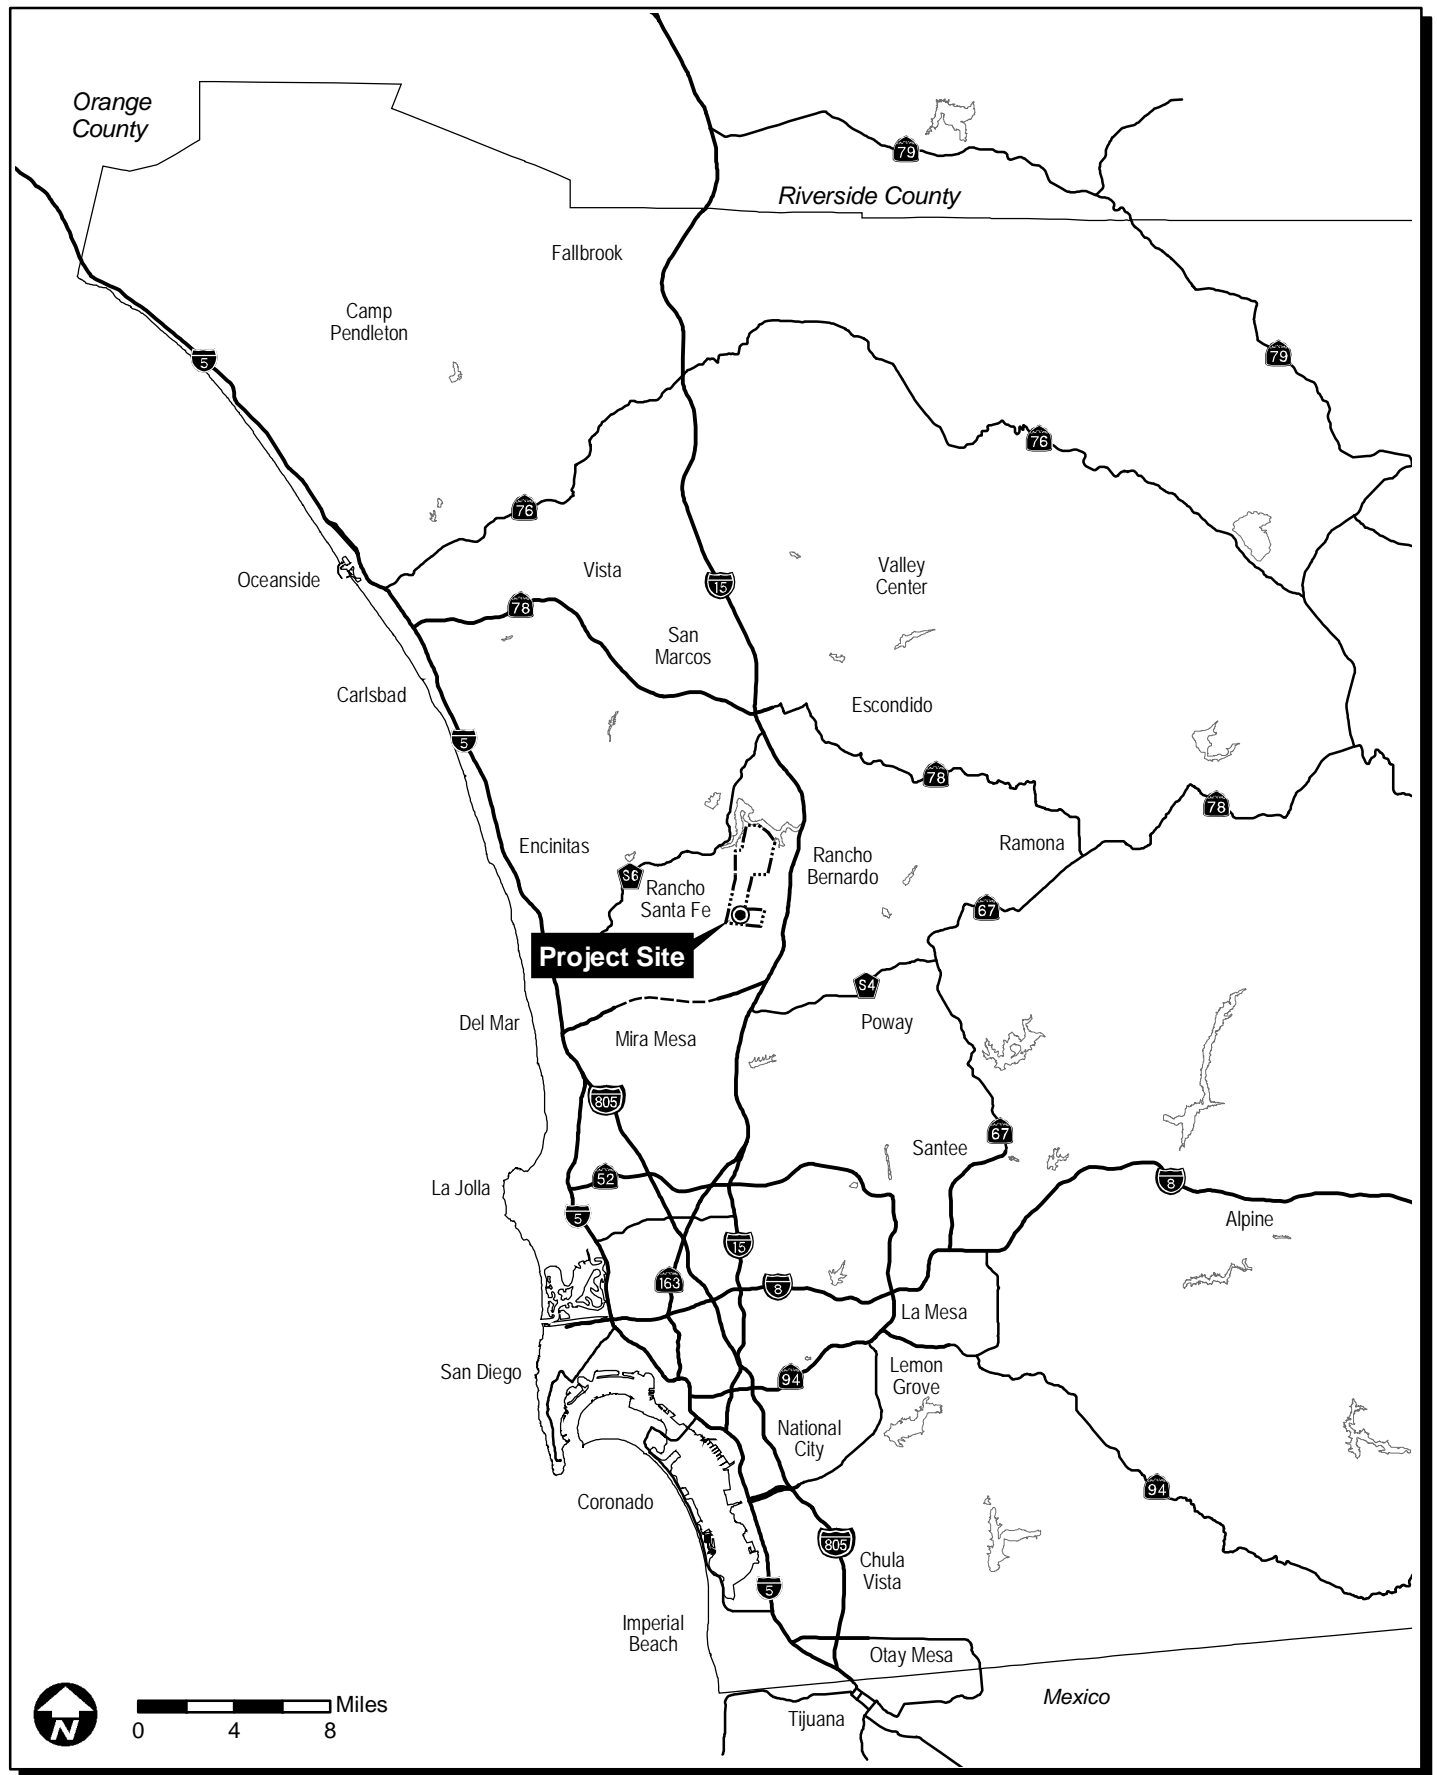 Orange
County
79
Riverside County
Fallbrook
Camp
Pendleton
5
79
76
76
Oceanside
Vista
15
Valley
Center
78
San
Marcos
Carlsbad
Escondido
5
78
78
Encinitas
Ramona
Rancho
Bernardo
S6
Rancho
Santa Fe
67
Project Site
S4
Del Mar
Mira Mesa
Poway
805
67
Santee
52
La Jolla
8
5
Alpine
15
163
8
La Mesa
San Diego
94
Lemon
Grove
National
City
Coronado
94
805
Chula
Vista
5
Imperial
Beach
Otay Mesa
Mexico
Tijuana
N
Miles
0 4 8